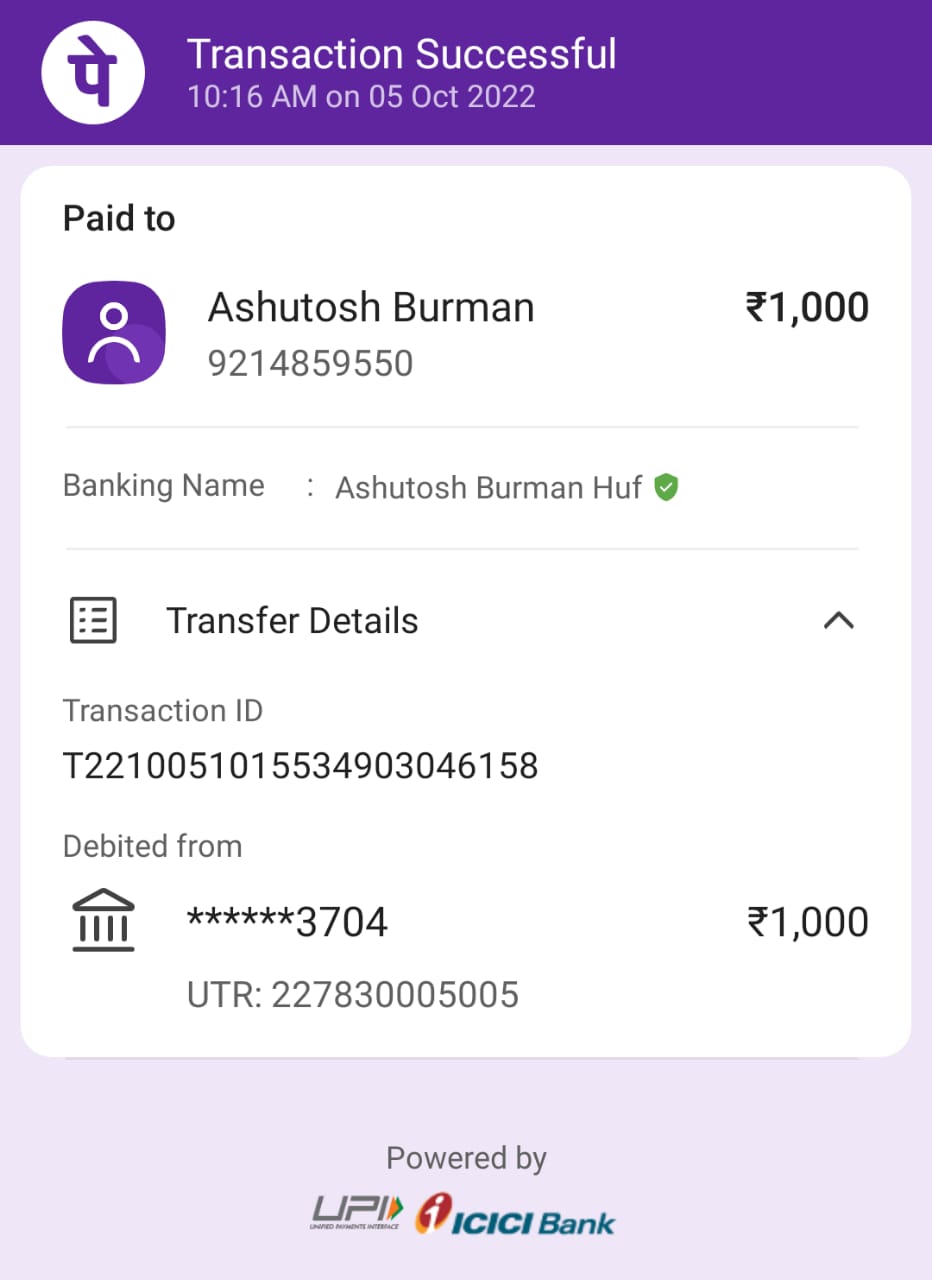 पे
Transaction Successful
10:16 AM on 05 Oct 2022
Paid to
Ashutosh Burman ₹1,000
9214859550
Banking Name : Ashutosh Burman Huf
Transfer Details
Transaction ID
T2210051015534903046158
Debited from
******3704 ₹1,000
UTR: 227830005005
Powered by
UPI ICICI Bank
UNIFIED PAYMENTS INTERFACE